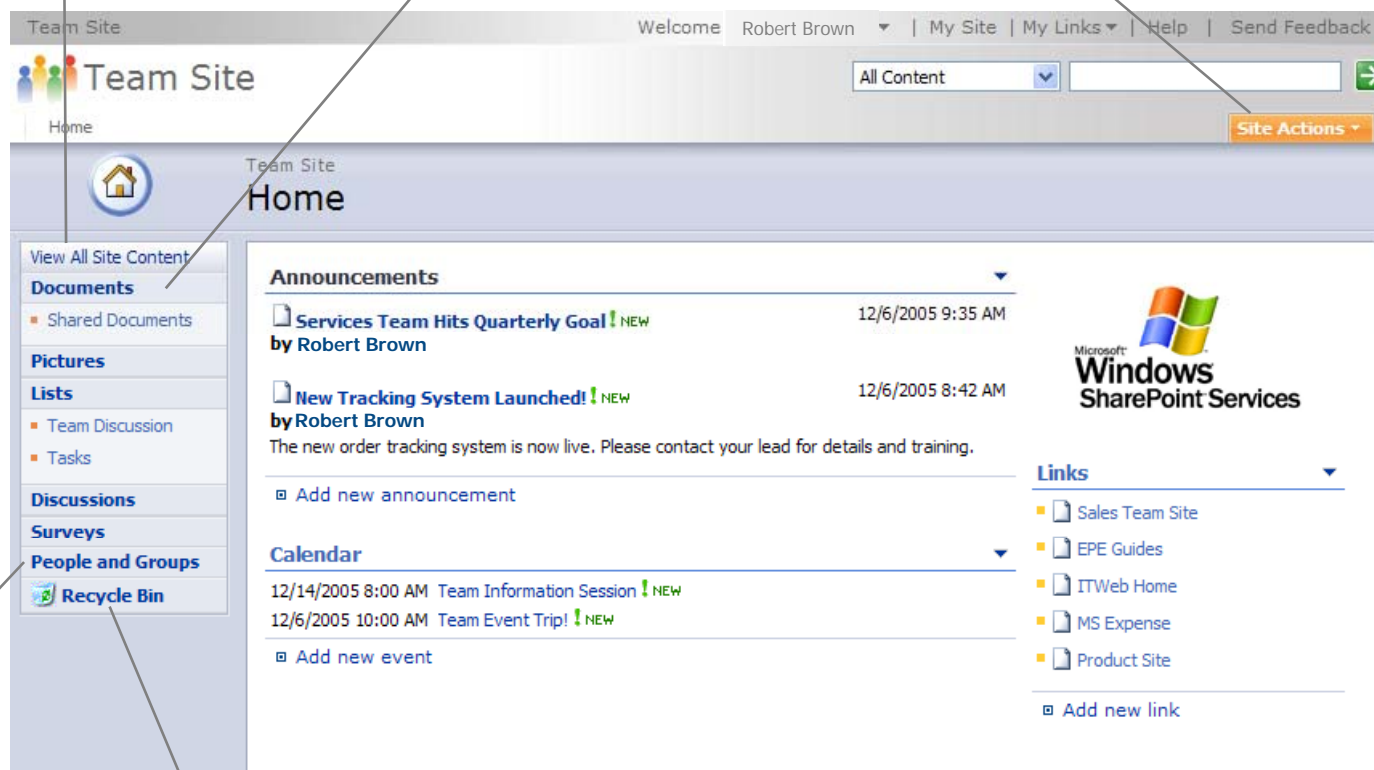 Team Site
Welcome Robert Brown | My Site | My Links | Help | Send Feedback
Team Site
All Content
Home
Site Actions
Team Site
Home
View All Site Content
Documents
Shared Documents
Pictures
Lists
Team Discussion
Tasks
Discussions
Surveys
People and Groups
Recycle Bin
Announcements
Services Team Hits Quarterly Goal ! NEW 12/6/2005 9:35 AM
by Robert Brown
New Tracking System Launched! ! NEW 12/6/2005 8:42 AM
by Robert Brown
The new order tracking system is now live. Please contact your lead for details and training.
Add new announcement
Calendar
12/14/2005 8:00 AM Team Information Session ! NEW
12/6/2005 10:00 AM Team Event Trip! ! NEW
Add new event
Microsoft
Windows
SharePoint Services
Links
Sales Team Site
EPE Guides
ITWeb Home
MS Expense
Product Site
Add new link